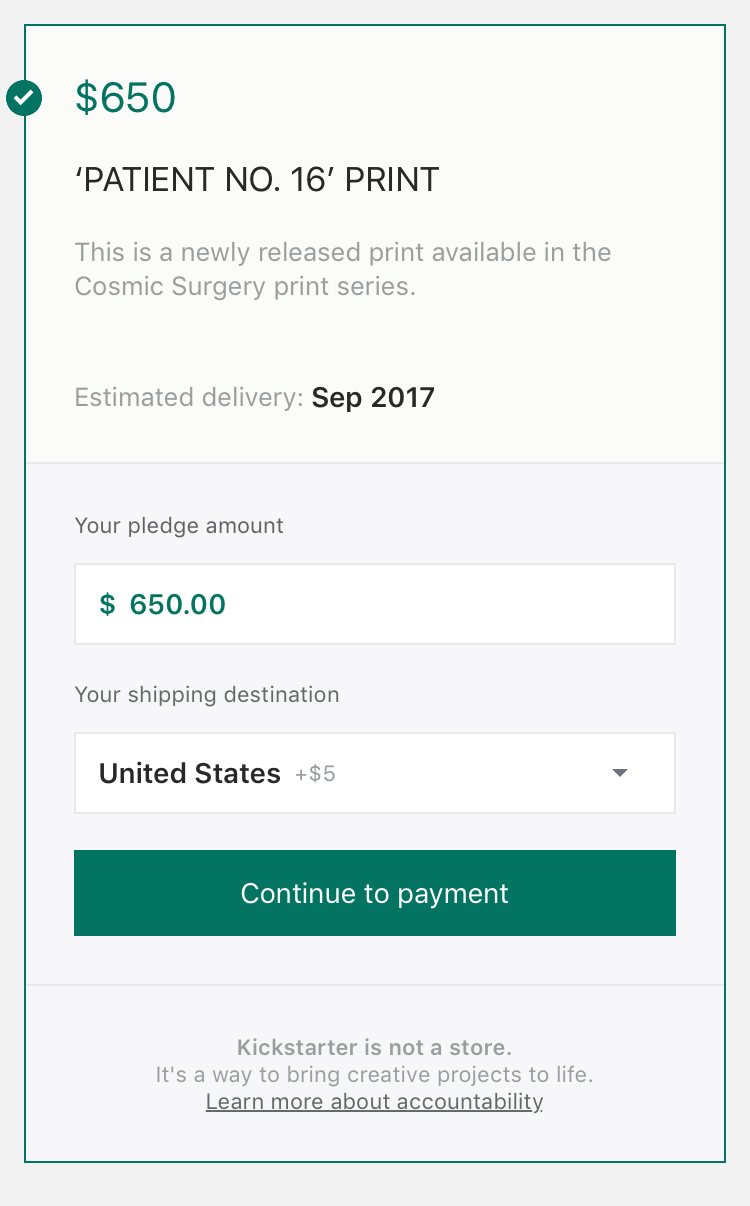 $650
‘PATIENT NO. 16’ PRINT
This is a newly released print available in the
Cosmic Surgery print series.
Estimated delivery: Sep 2017
Your pledge amount
$ 650.00
Your shipping destination
United States +$5
Continue to payment
Kickstarter is not a store.
It's a way to bring creative projects to life.
Learn more about accountability